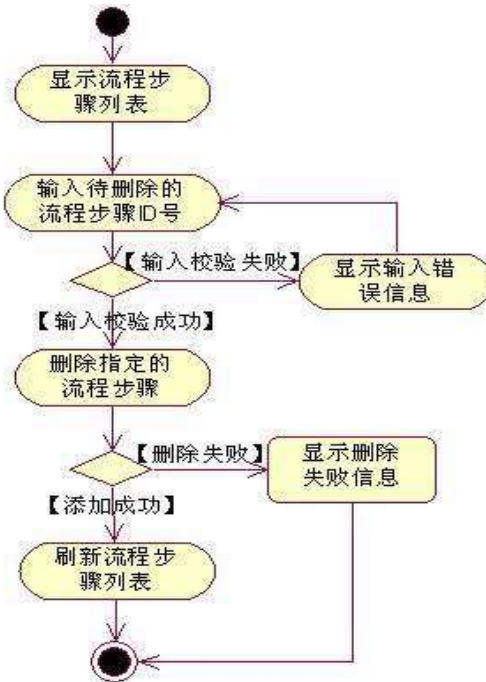 显示流程步
骤列表
输入待删除的
流程步骤ID号
【输入校验失败】
显示输入错
误信息
【输入校验成功】
删除指定的
流程步骤
【删除失败】
显示删除
失败信息
【添加成功】
刷新流程步
骤列表